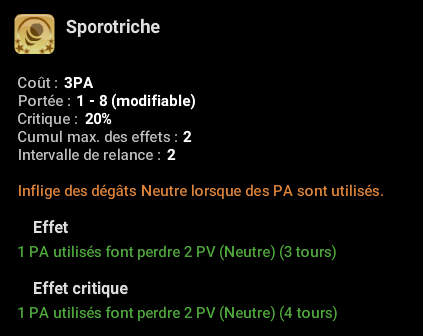 Sporotriche
Coût : 3PA
Portée : 1 - 8 (modifiable)
Critique : 20%
Cumul max. des effets : 2
Intervalle de relance : 2
Inflige des dégâts Neutre lorsque des PA sont utilisés.
Effet
1 PA utilisés font perdre 2 PV (Neutre) (3 tours)
Effet critique
1 PA utilisés font perdre 2 PV (Neutre) (4 tours)